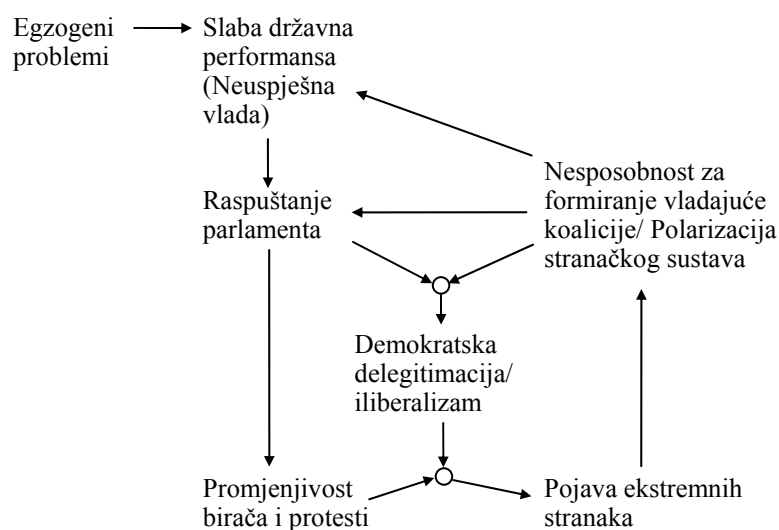 Egzogeni
problemi
Slaba državna
performansa
(Neuspješna
vlada)
Nesposobnost za
formiranje vladajuće
koalicije/ Polarizacija
stranačkog sustava
Raspuštanje
parlamenta
Demokratska
delegitimacija/
iliberalizam
Promjenjivost
birača i protesti
Pojava ekstremnih
stranaka